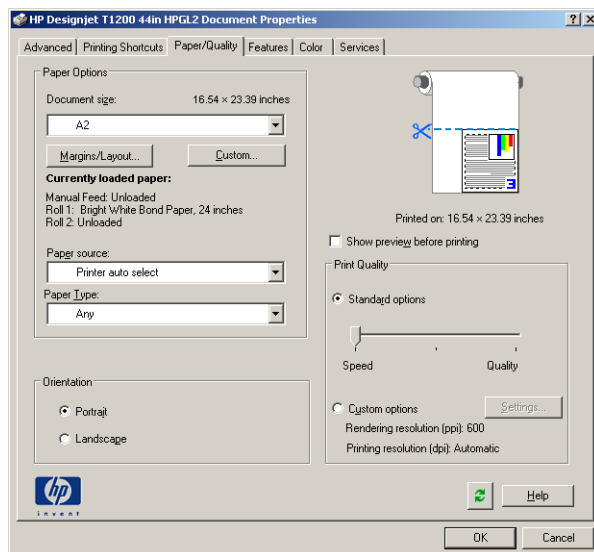 HP Designjet T1200 44in HPGL2 Document Properties
Advanced Printing Shortcuts Paper/Quality Features Color Services
Paper Options
Document size: 16.54 × 23.39 inches
A2
Margins/Layout... Custom...
Currently loaded paper:
Manual Feed: Unloaded
Roll 1: Bright White Bond Paper, 24 inches
Roll 2: Unloaded
Paper source:
Printer auto select
Paper Type:
Any
Orientation
Portrait
Landscape
3
Printed on: 16.54 × 23.39 inches
Show preview before printing
Print Quality
Standard options
Speed Quality
Custom options Settings...
Rendering resolution (ppi): 600
Printing resolution (dpi): Automatic
hp
invent
Help
OK Cancel